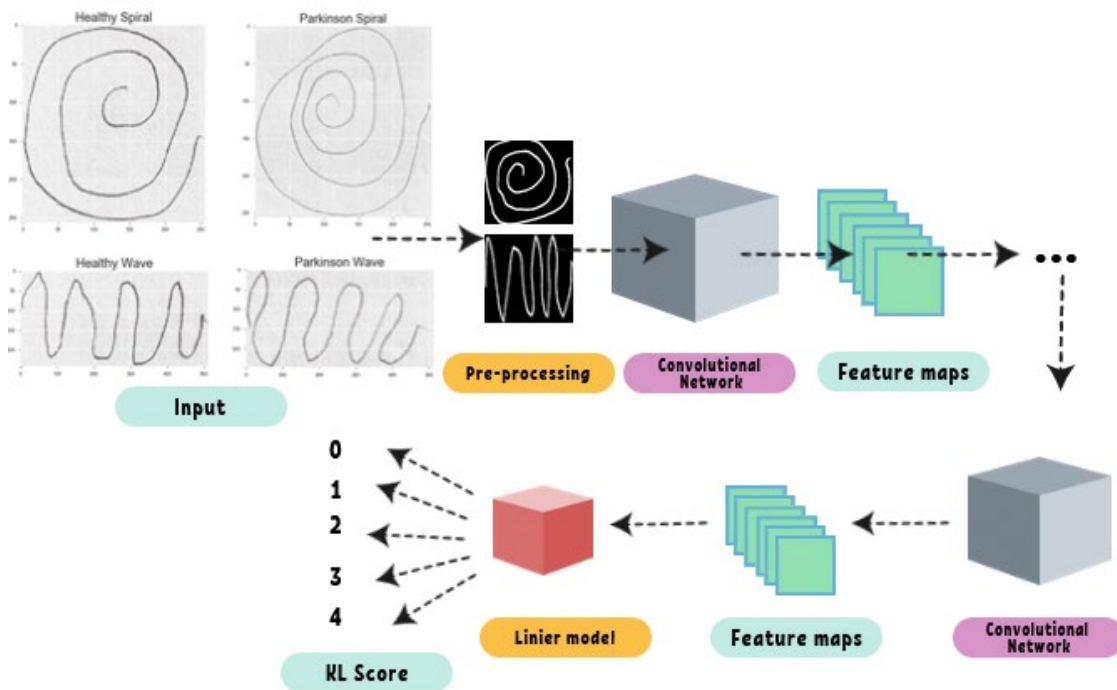 Healthy Spiral
Parkinson Spiral
Healthy Wave
Parkinson Wave
Input
Pre-processing
Convolutional
Network
Feature maps
...
0
1
2
3
4
KL Score
Linier model
Feature maps
Convolutional
Network